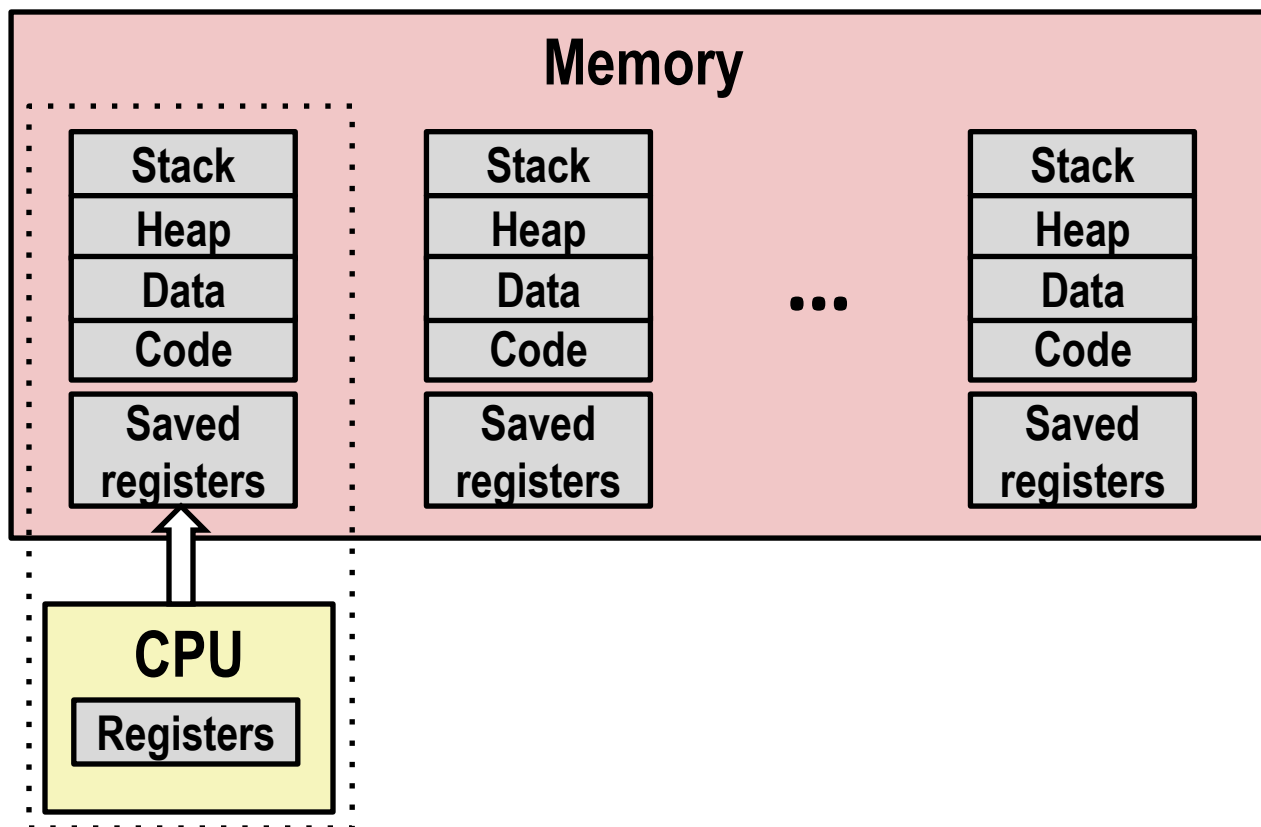 Memory
Stack
Heap
Data
Code
Saved
registers
Stack
Heap
Data
Code
Saved
registers
...
Stack
Heap
Data
Code
Saved
registers
CPU
Registers